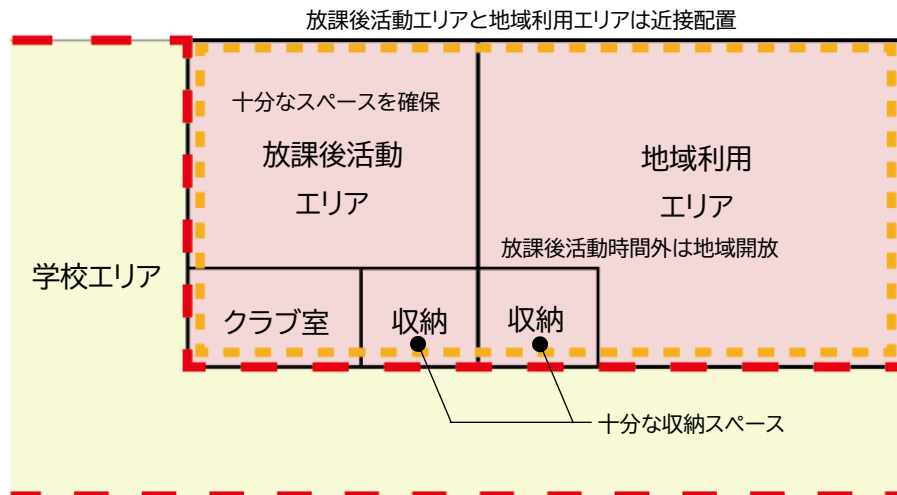 放課後活動エリアと地域利用エリアは近接配置
十分なスペースを確保
放課後活動
エリア
地域利用
エリア
放課後活動時間外は地域開放
学校エリア
クラブ室
収納
収納
十分な収納スペース